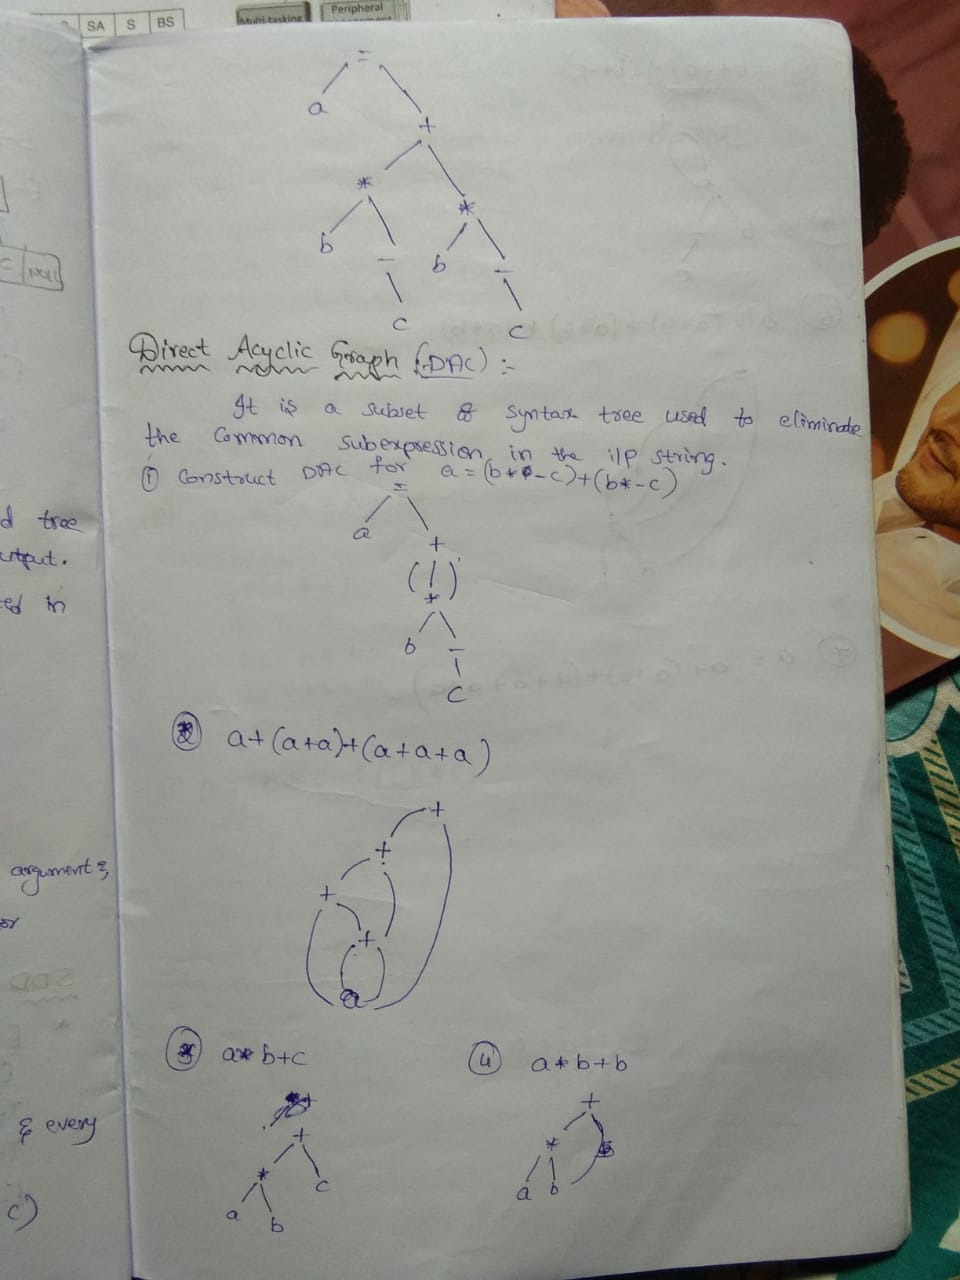 SA S BS
Multi-tasking
Peripheral
=
a
+
*
*
b
-
b
-
c
c
C NULL
Direct Acyclic Graph (DAC) :-
It is a subset of syntax tree used to eliminate
the Common subexpression in the i/p string.
① Construct DAC for a = (b*-c)+(b*-c)
=
a
+
*
b
-
c
d tree
utput.
ed in
② a+(a+a)+(a+a+a)
+
+
+
+
a
argument &
or
③ a*b+c
④ a*b+b
+
*
c
a
b
+
*
a b
& every
c)